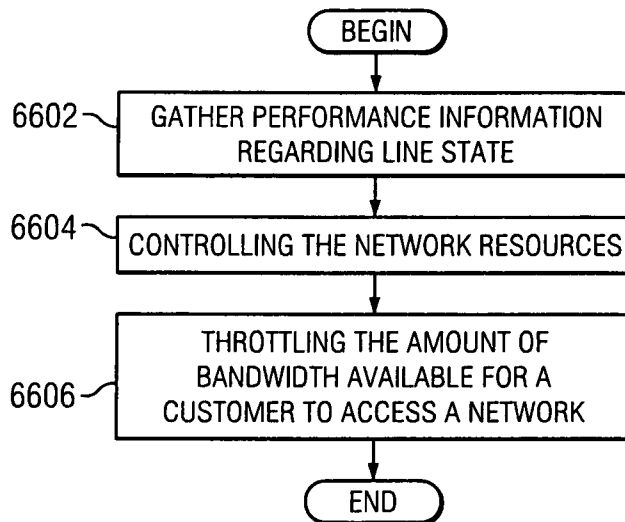 BEGIN
6602
GATHER PERFORMANCE INFORMATION
REGARDING LINE STATE
6604
CONTROLLING THE NETWORK RESOURCES
THROTTLING THE AMOUNT OF
BANDWIDTH AVAILABLE FOR A
6606
CUSTOMER TO ACCESS A NETWORK
END